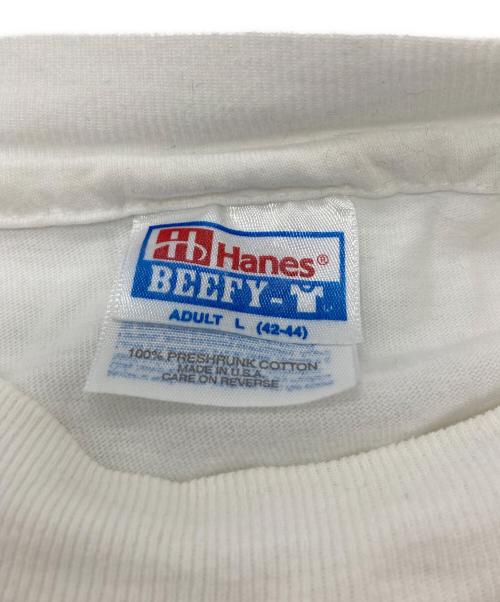 Hanes®
BEEFY-T
ADULT L (42-44)
100% PRESHRUNK COTTON
MADE IN U.S.A.
CARE ON REVERSE